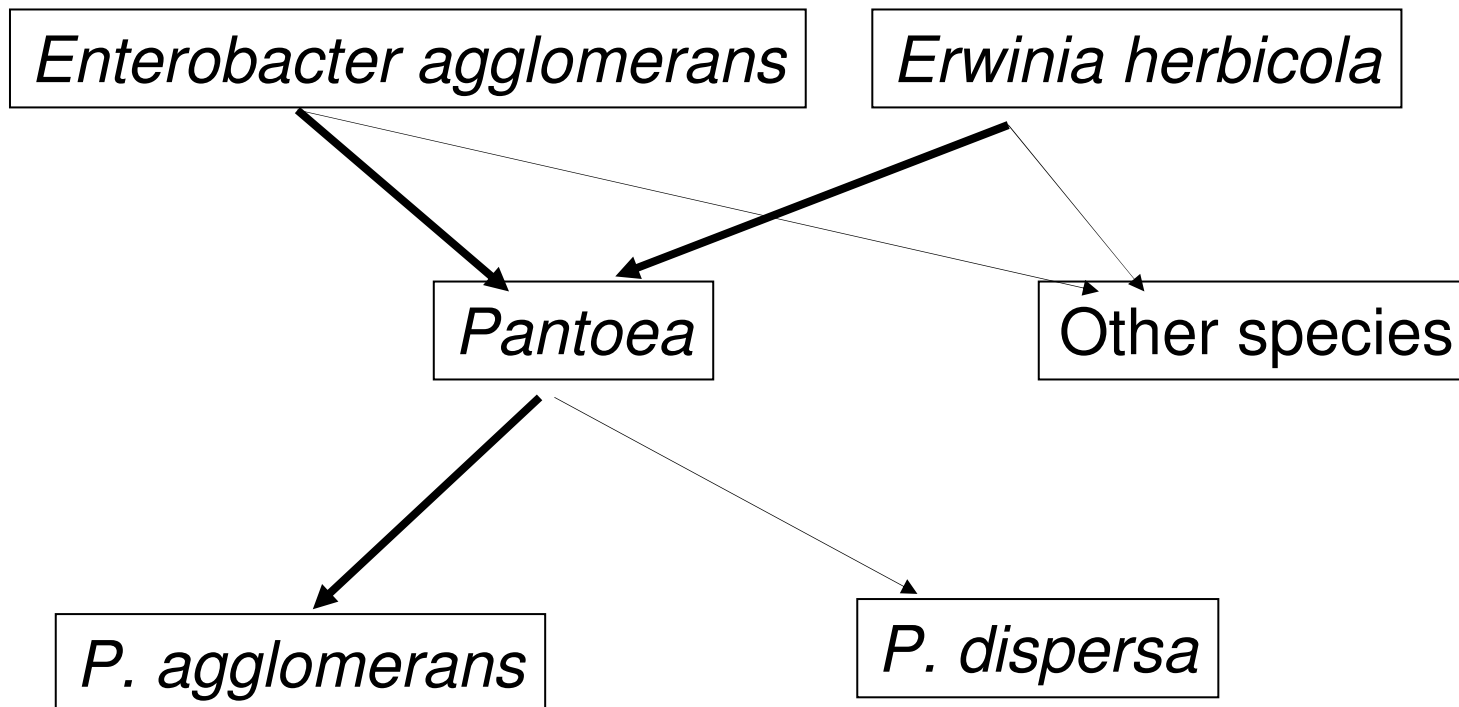 Enterobacter agglomerans
Erwinia herbicola
Pantoea
Other species
P. agglomerans
P. dispersa